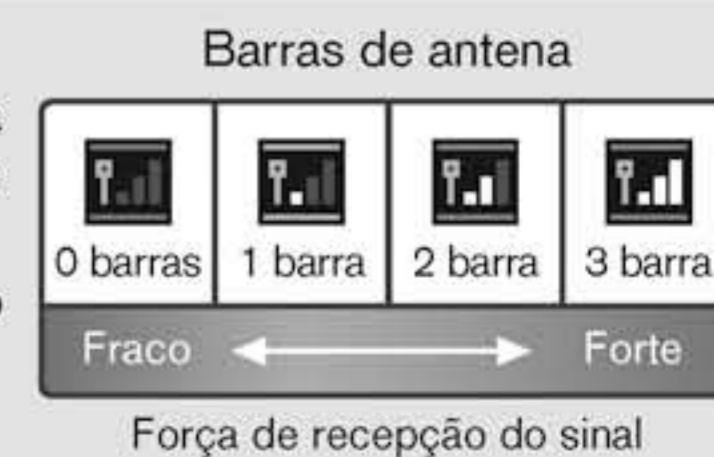 Barras de antena
0 barras 1 barra 2 barra 3 barra
Fraco Forte
Força de recepção do sinal